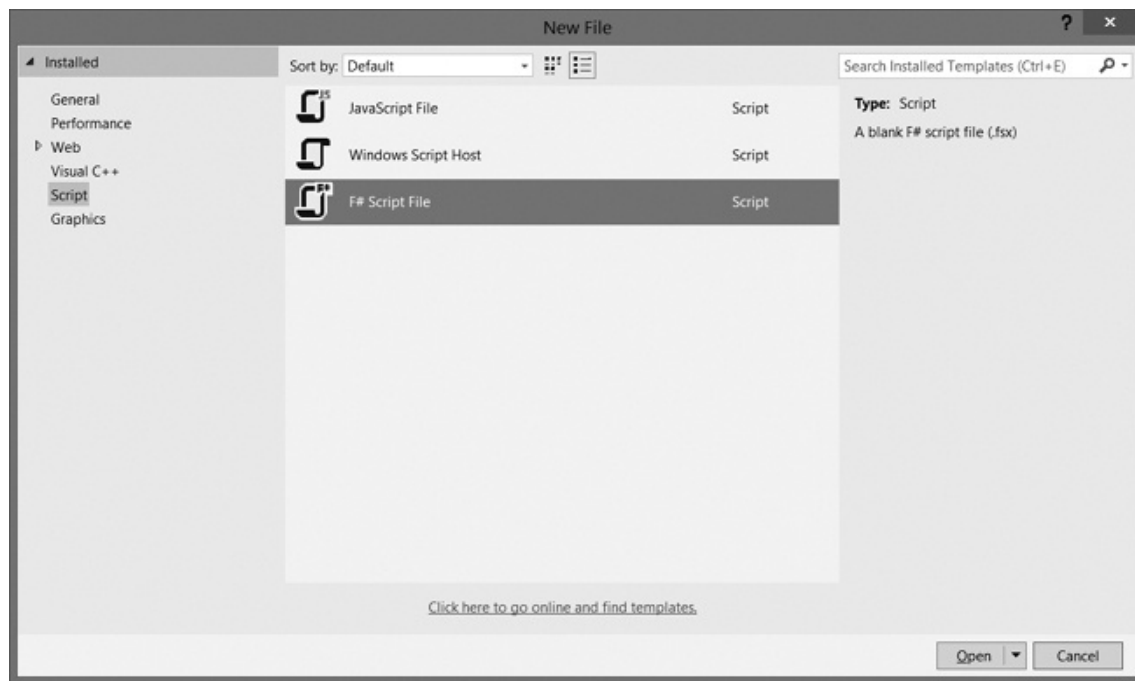 New File
? ×
Installed
General
Performance
Web
Visual C++
Script
Graphics
Sort by: Default
JS JavaScript File Script
Windows Script Host Script
F# F# Script File Script
Click here to go online and find templates.
Search Installed Templates (Ctrl+E)
Type: Script
A blank F# script file (.fsx)
Open
Cancel